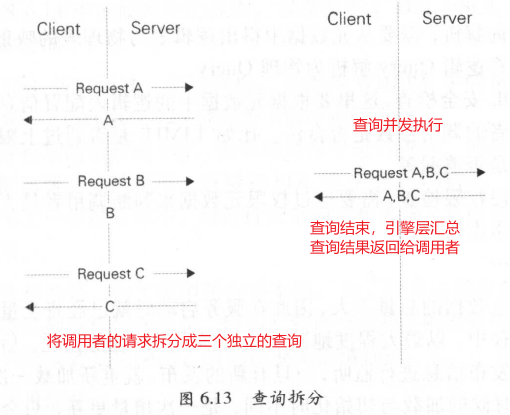 Client Server
Request A
A
Request B
B
Request C
C
将调用者的请求拆分成三个独立的查询
Client Server
查询并发执行
Request A,B,C
A,B,C
查询结束，引擎层汇总
查询结果返回给调用者
图 6.13 查询拆分